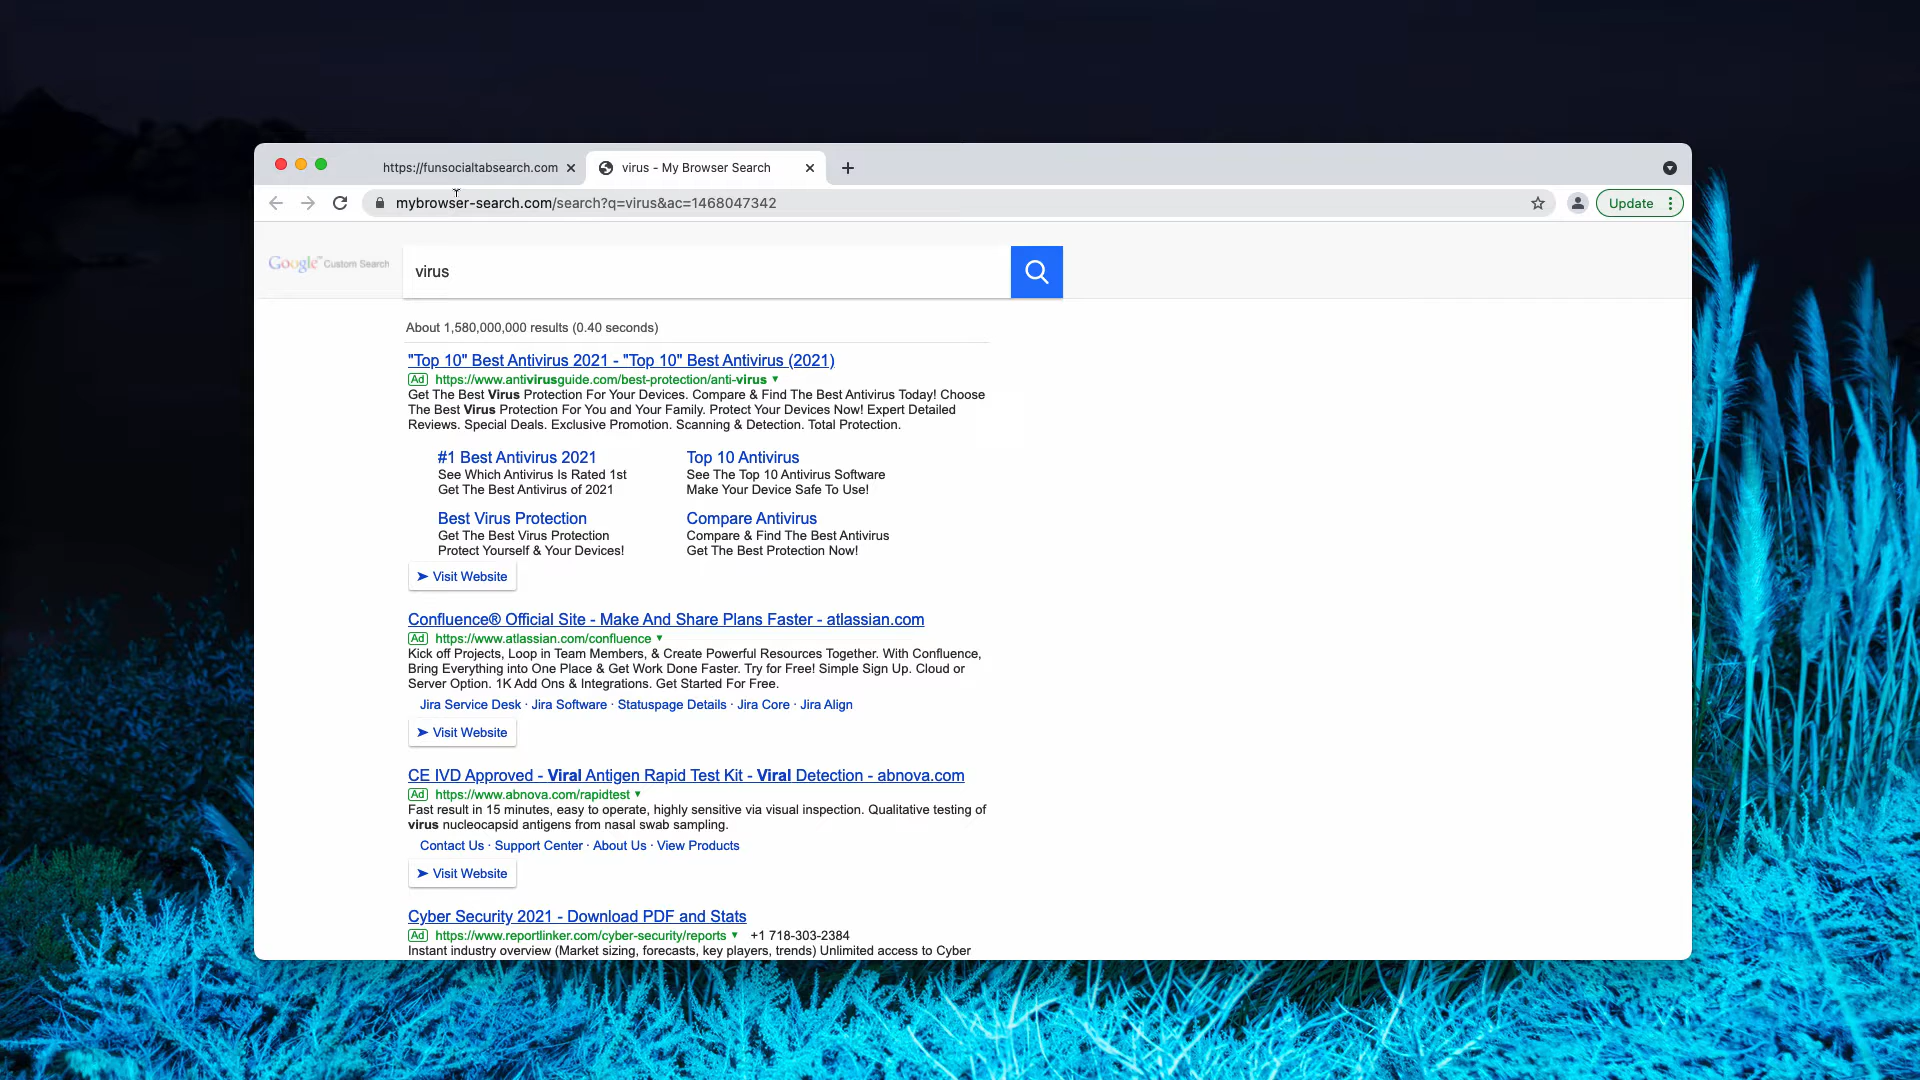 https://funsocialtabsearch.com
virus - My Browser Search
mybrowser-search.com/search?q=virus&ac=1468047342
Update
Google™ Custom Search
virus
About 1,580,000,000 results (0.40 seconds)
"Top 10" Best Antivirus 2021 - "Top 10" Best Antivirus (2021)
Ad https://www.antivirusguide.com/best-protection/anti-virus
Get The Best Virus Protection For Your Devices. Compare & Find The Best Antivirus Today! Choose
The Best Virus Protection For You and Your Family. Protect Your Devices Now! Expert Detailed
Reviews. Special Deals. Exclusive Promotion. Scanning & Detection. Total Protection.
#1 Best Antivirus 2021
See Which Antivirus Is Rated 1st
Get The Best Antivirus of 2021
Top 10 Antivirus
See The Top 10 Antivirus Software
Make Your Device Safe To Use!
Best Virus Protection
Get The Best Virus Protection
Protect Yourself & Your Devices!
Compare Antivirus
Compare & Find The Best Antivirus
Get The Best Protection Now!
Visit Website
Confluence® Official Site - Make And Share Plans Faster - atlassian.com
Ad https://www.atlassian.com/confluence
Kick off Projects, Loop in Team Members, & Create Powerful Resources Together. With Confluence,
Bring Everything into One Place & Get Work Done Faster. Try for Free! Simple Sign Up. Cloud or
Server Option. 1K Add Ons & Integrations. Get Started For Free.
Jira Service Desk · Jira Software · Statuspage Details · Jira Core · Jira Align
Visit Website
CE IVD Approved - Viral Antigen Rapid Test Kit - Viral Detection - abnova.com
Ad https://www.abnova.com/rapidtest
Fast result in 15 minutes, easy to operate, highly sensitive via visual inspection. Qualitative testing of
virus nucleocapsid antigens from nasal swab sampling.
Contact Us · Support Center · About Us · View Products
Visit Website
Cyber Security 2021 - Download PDF and Stats
Ad https://www.reportlinker.com/cyber-security/reports +1 718-303-2384
Instant industry overview (Market sizing, forecasts, key players, trends) Unlimited access to Cyber